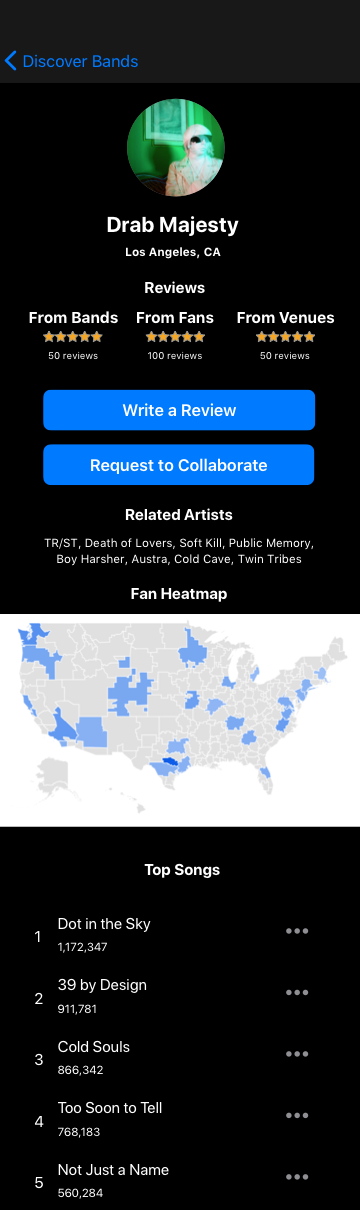 Discover Bands
Drab Majesty
Los Angeles, CA
Reviews
From Bands From Fans From Venues
50 reviews 100 reviews 50 reviews
Write a Review
Request to Collaborate
Related Artists
TR/ST, Death of Lovers, Soft Kill, Public Memory,
Boy Harsher, Austra, Cold Cave, Twin Tribes
Fan Heatmap
Top Songs
1 Dot in the Sky
1,172,347
2 39 by Design
911,781
3 Cold Souls
866,342
4 Too Soon to Tell
768,183
5 Not Just a Name
560,284